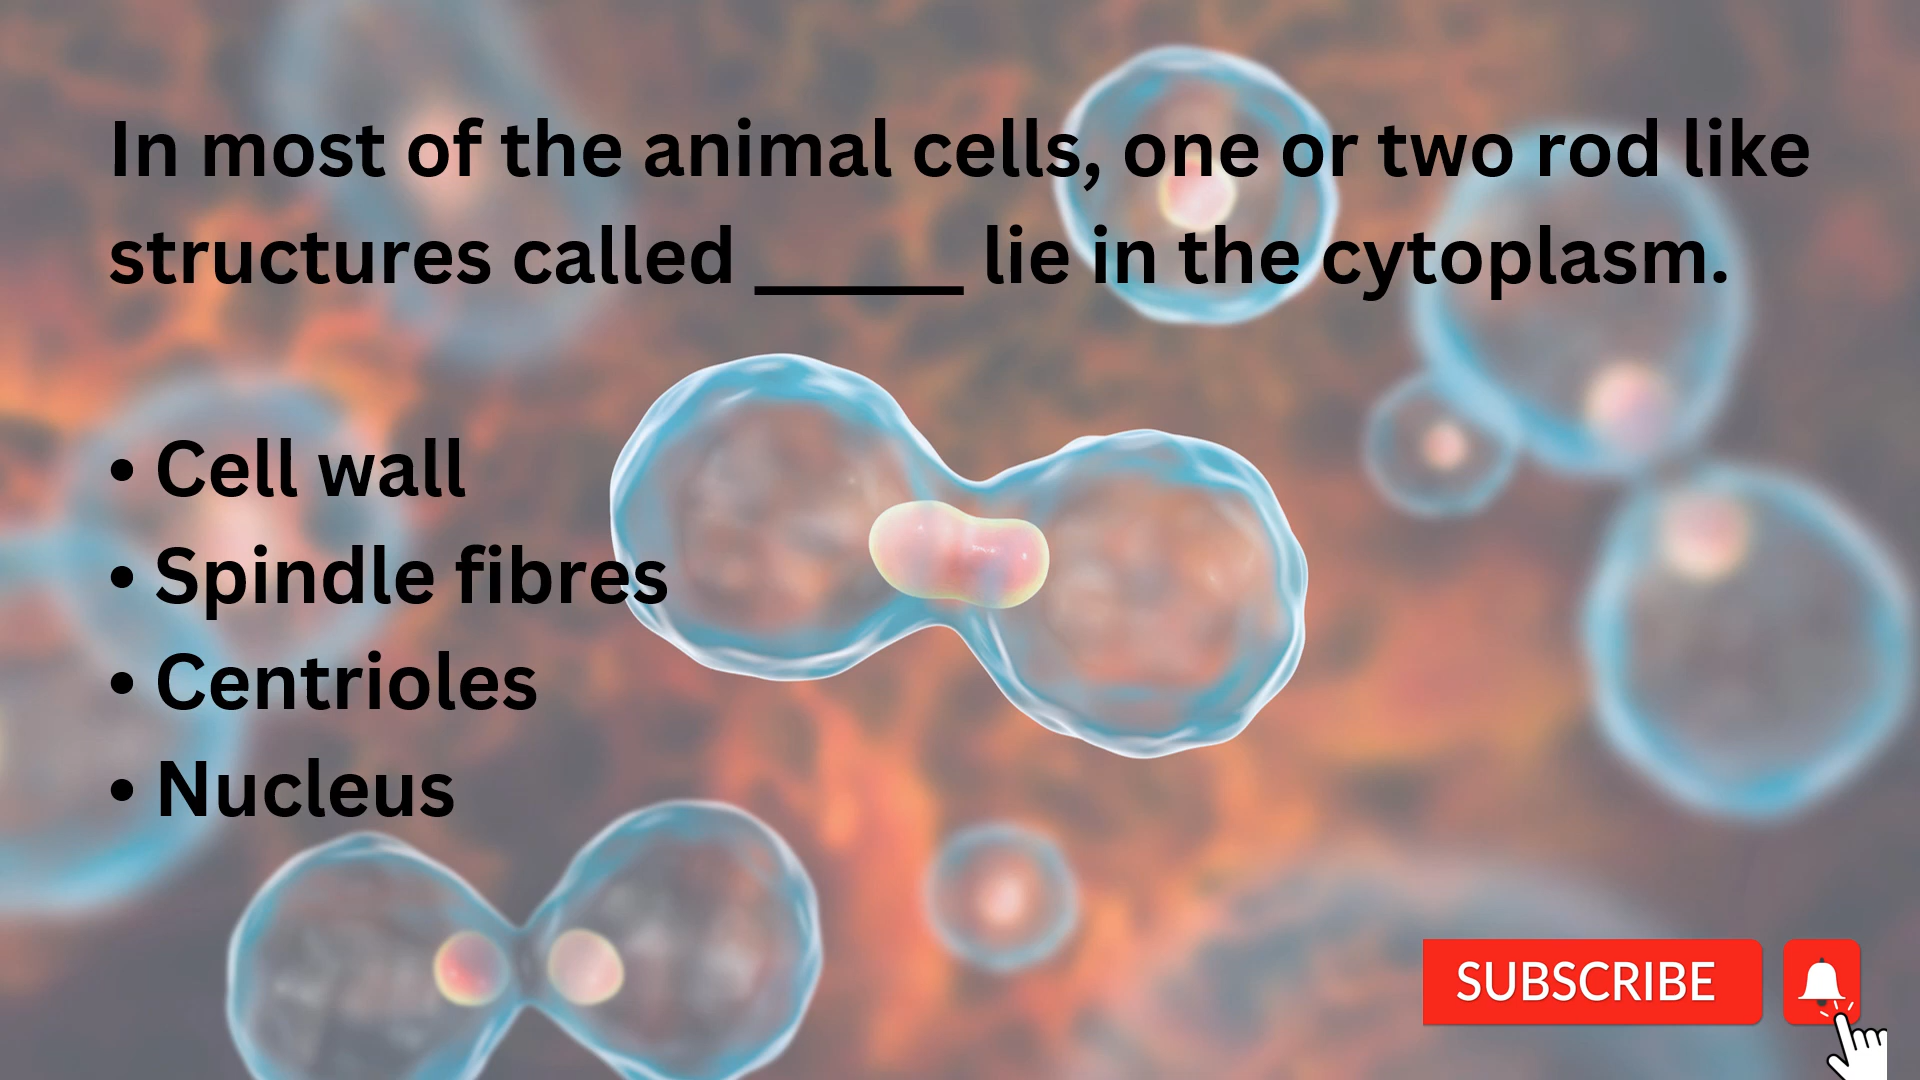 In most of the animal cells, one or two rod like
structures called _____ lie in the cytoplasm.
• Cell wall
• Spindle fibres
• Centrioles
• Nucleus
SUBSCRIBE